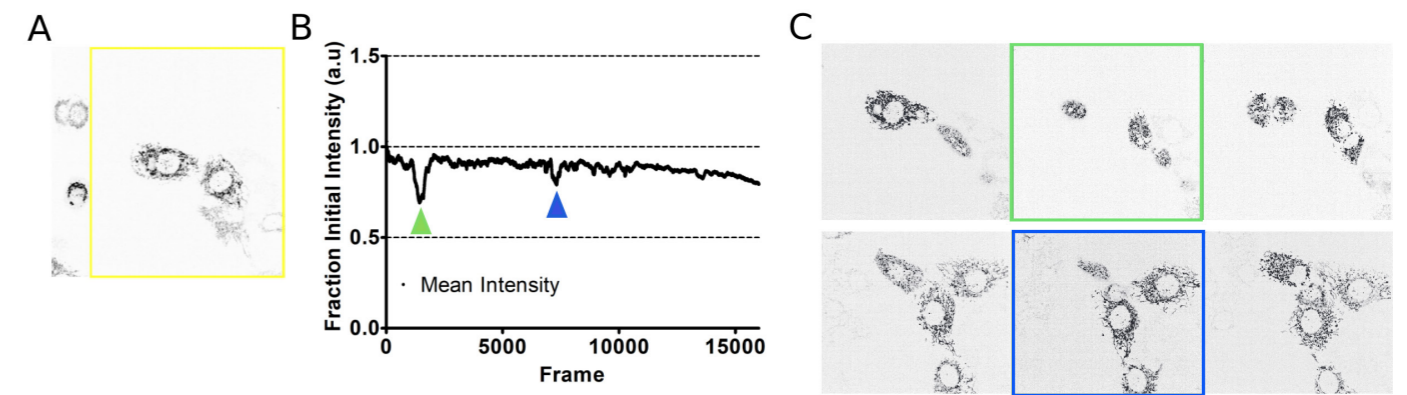 A
B
C
Fraction Initial Intensity (a.u)
1.5
1.0
0.5
0.0
Mean Intensity
0 5000 10000 15000
Frame